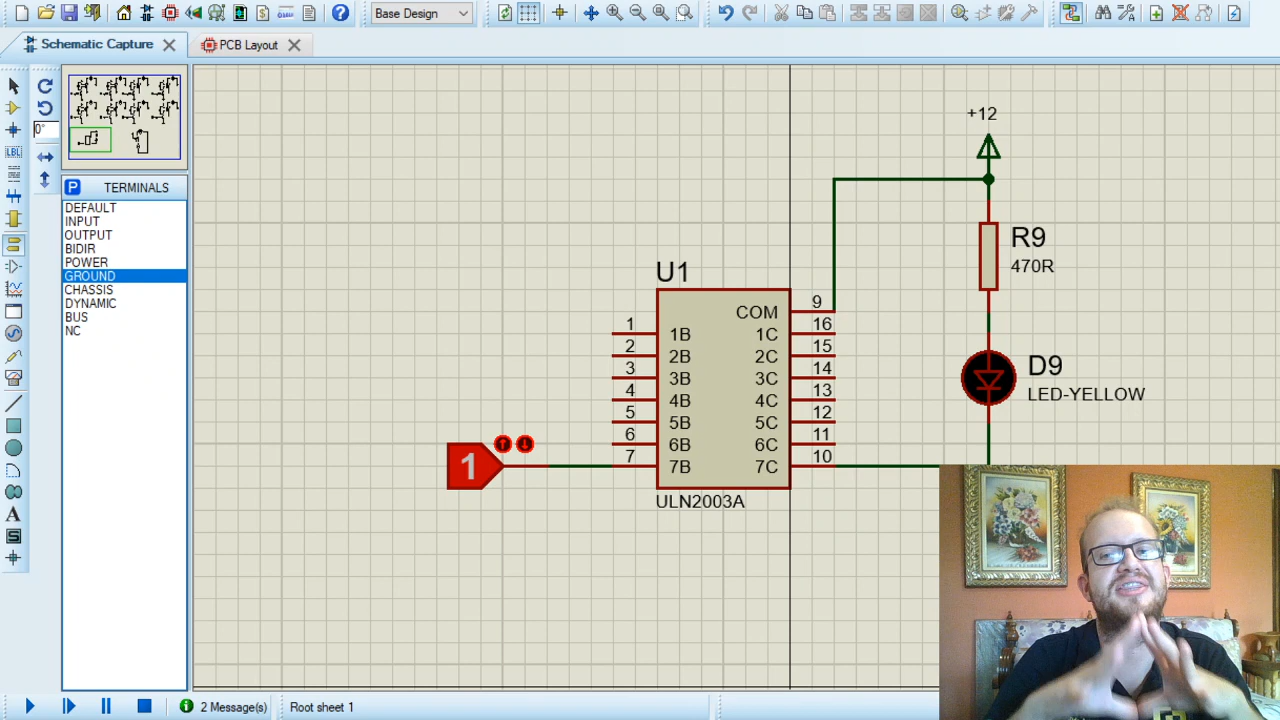 Base Design
Schematic Capture
PCB Layout
0°
LBL
P
TERMINALS
DEFAULT
INPUT
OUTPUT
BIDIR
POWER
GROUND
CHASSIS
DYNAMIC
BUS
NC
A
S
+12
R9
470R
U1
COM
9
1
1B
1C
16
2
2B
2C
15
3
3B
3C
14
4
4B
4C
13
5
5B
5C
12
6
6B
6C
11
7
7B
7C
10
ULN2003A
1
D9
LED-YELLOW
2 Message(s)
Root sheet 1